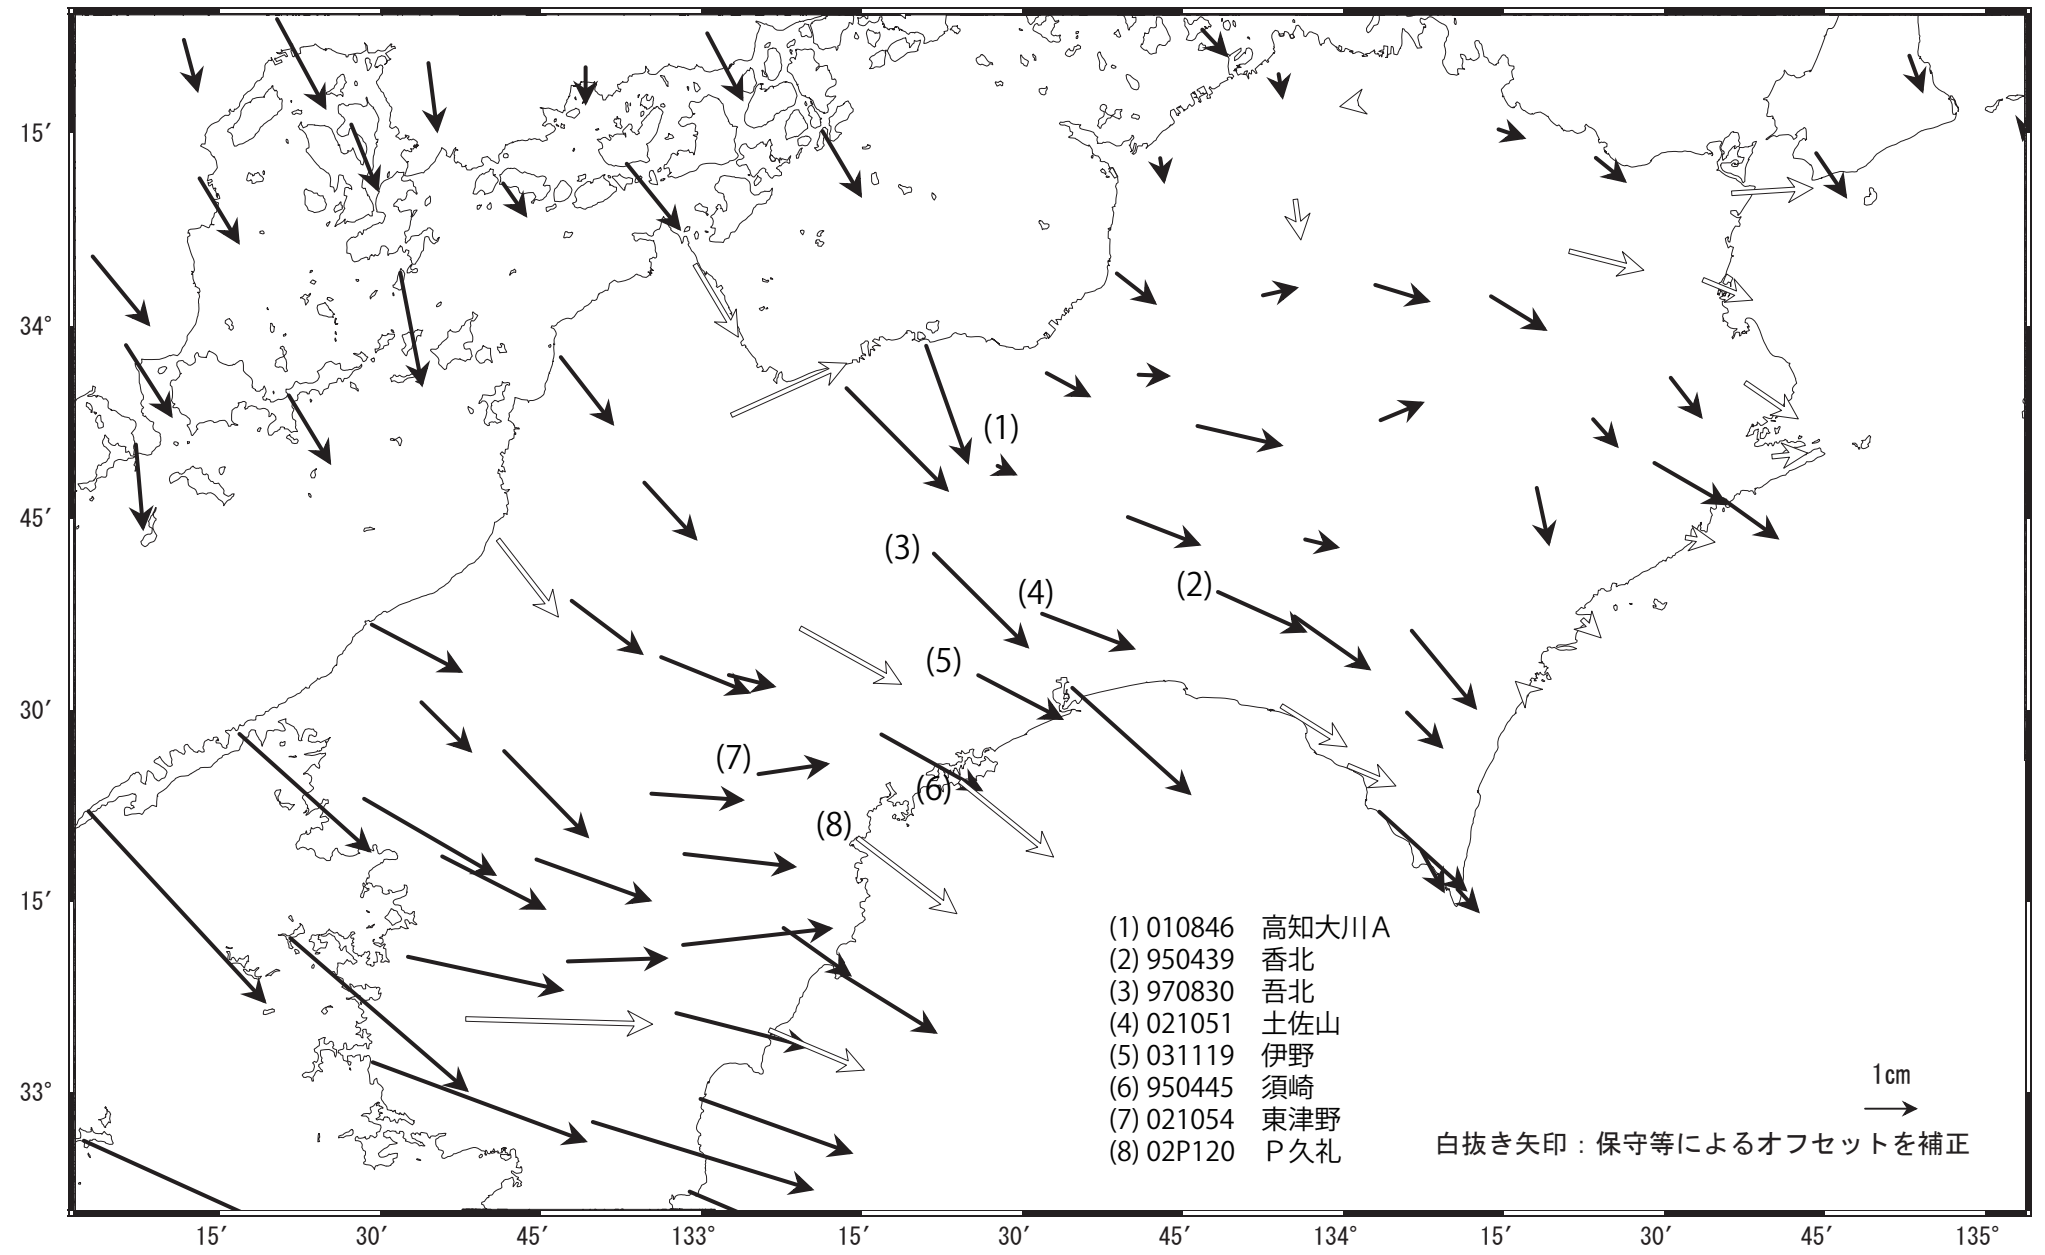 15′
34°
(1)
45′
(3)
(2)
(4)
(5)
30′
(7)
(6)
(8)
15′
(1) 010846　高知大川A
(2) 950439　香北
(3) 970830　吾北
(4) 021051　土佐山
(5) 031119　伊野
(6) 950445　須崎
(7) 021054　東津野
(8) 02P120　P久礼
33°
1cm
白抜き矢印：保守等によるオフセットを補正
15′ 30′ 45′ 133° 15′ 30′ 45′ 134° 15′ 30′ 45′ 135°